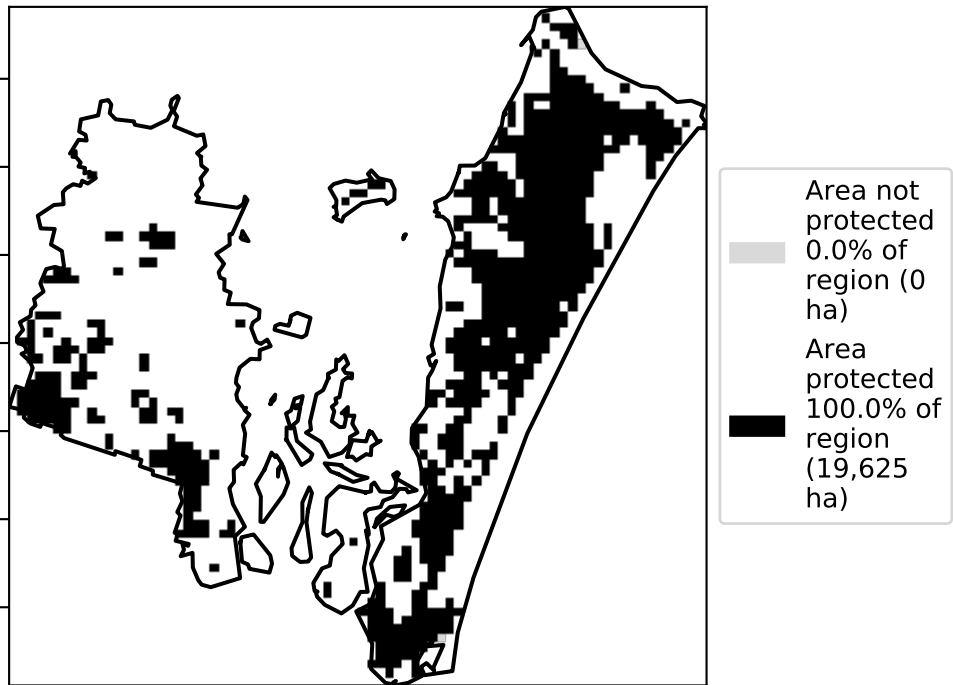 Area not
protected
0.0% of
region (0
ha)
Area
protected
100.0% of
region
(19,625
ha)